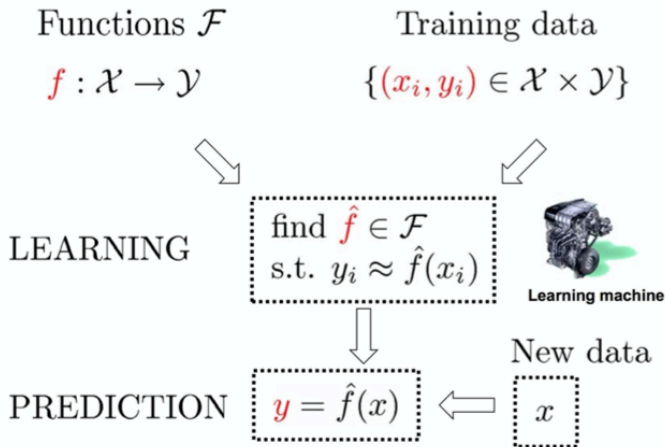 Functions ℱ
Training data
f : 𝒳 → 𝒴
{(xᵢ, yᵢ) ∈ 𝒳 × 𝒴}
LEARNING
find f̂ ∈ ℱ
s.t. yᵢ ≈ f̂(xᵢ)
Learning machine
New data
PREDICTION
y = f̂(x)
x